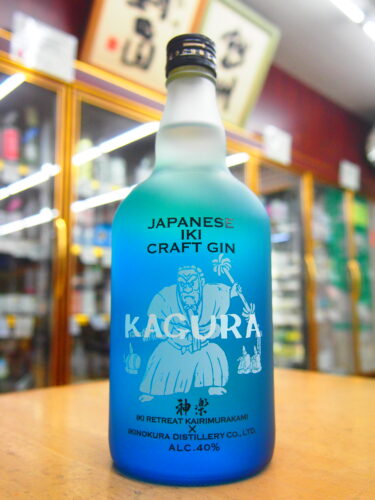 JAPANESE
IKI
CRAFT GIN
KAGURA
神楽
IKI RETREAT KAIRIMURAKAMI
×
IKINOKURA DISTILLERY CO., LTD.
ALC.40%